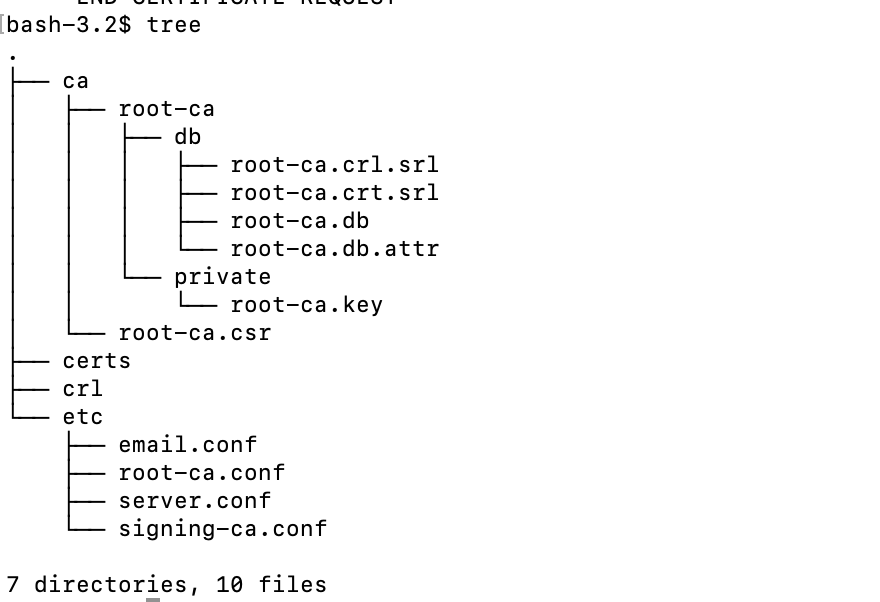 END CERTIFICATE REQUEST
[bash-3.2$ tree
.
├── ca
│   ├── root-ca
│   │   ├── db
│   │   │   ├── root-ca.crl.srl
│   │   │   ├── root-ca.crt.srl
│   │   │   ├── root-ca.db
│   │   │   └── root-ca.db.attr
│   │   └── private
│   │       └── root-ca.key
│   └── root-ca.csr
├── certs
├── crl
└── etc
    ├── email.conf
    ├── root-ca.conf
    ├── server.conf
    └── signing-ca.conf

7 directories, 10 files